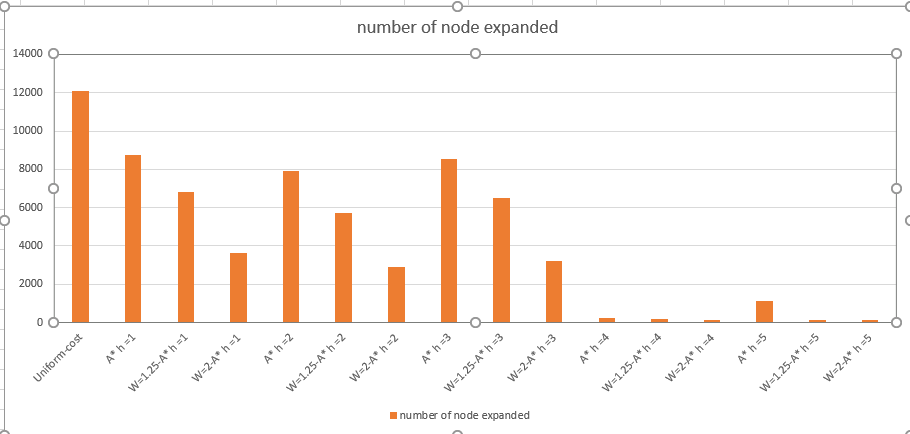 number of node expanded
14000
12000
10000
8000
6000
4000
2000
0
Uniform-cost
A* h =1
W=1.25-A* h =1
W=2-A* h =1
A* h =2
W=1.25-A* h =2
W=2-A* h =2
A* h =3
W=1.25-A* h =3
W=2-A* h =3
A* h =4
W=1.25-A* h =4
W=2-A* h =4
A* h =5
W=1.25-A* h =5
W=2-A* h =5
number of node expanded